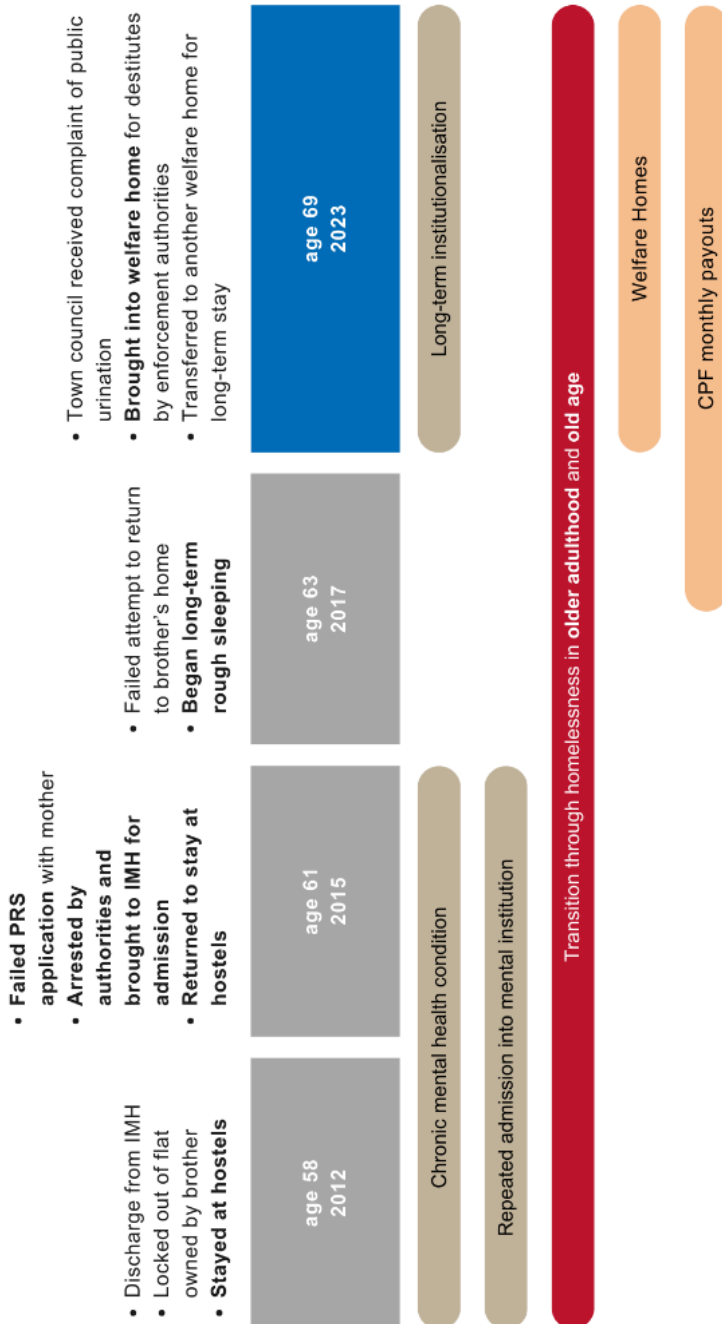 • Discharge from IMH
• Locked out of flat
owned by brother
• Stayed at hostels
• Failed PRS
application with mother
• Arrested by
authorities and
brought to IMH for
admission
• Returned to stay at
hostels
• Failed attempt to return
to brother's home
• Began long-term
rough sleeping
• Town council received complaint of public
urination
• Brought into welfare home for destitutes
by enforcement authorities
• Transferred to another welfare home for
long-term stay
age 58
2012
age 61
2015
age 63
2017
age 69
2023
Chronic mental health condition
Long-term institutionalisation
Repeated admission into mental institution
Transition through homelessness in older adulthood and old age
Welfare Homes
CPF monthly payouts